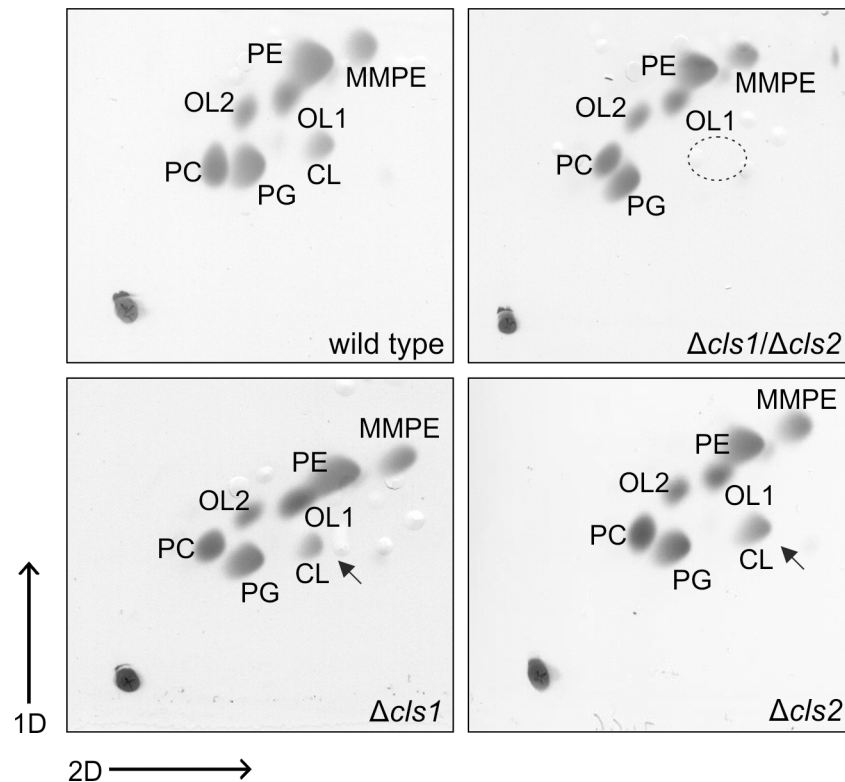 PE
MMPE
OL2
OL1
PC
PG
CL
wild type
PE
MMPE
OL2
OL1
PC
PG
Δcls1/Δcls2
MMPE
PE
OL2
OL1
PC
PG
CL
Δcls1
MMPE
PE
OL2
OL1
PC
PG
CL
Δcls2
1D
2D